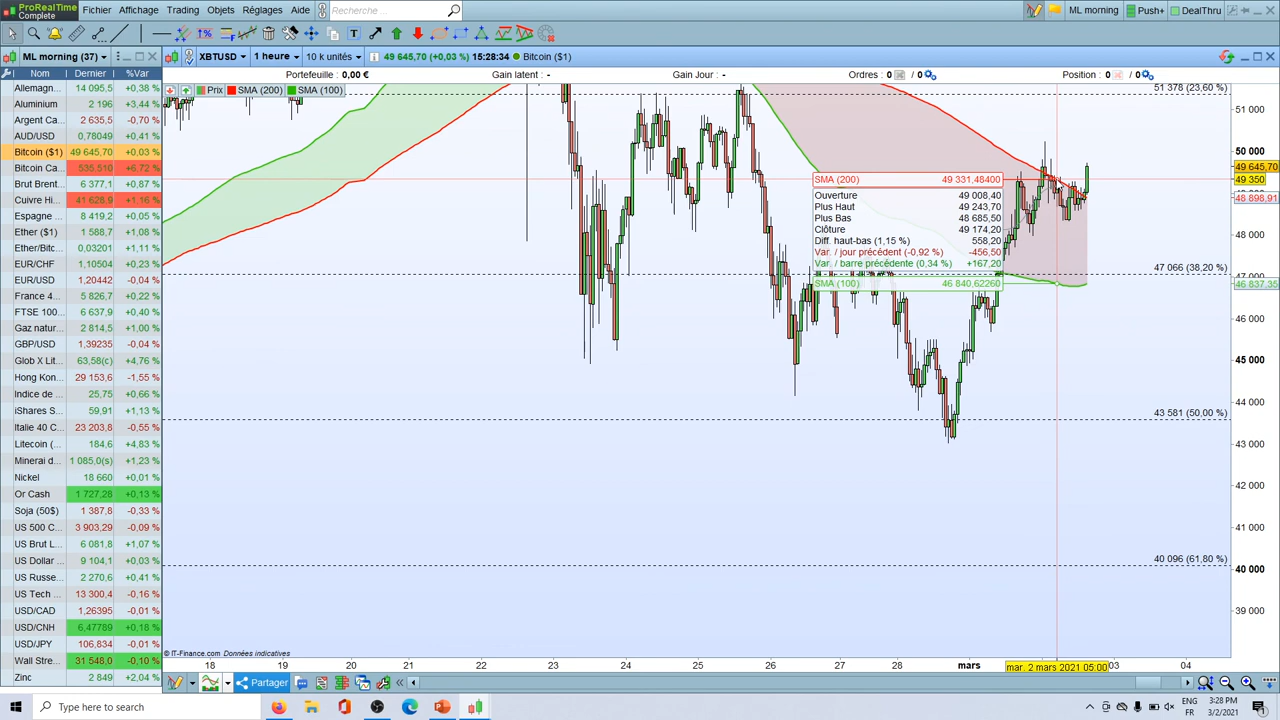 ProRealTime Complete
Fichier Affichage Trading Objets Réglages Aide Recherche ...
ML morning Push+ DealThru
ML morning (37) XBTUSD 1 heure 10 k unités 49 645,70 (+0,03 %) 15:28:34 Bitcoin ($1)
Nom Dernier %Var
Portefeuille : 0,00 € Gain latent : - Gain Jour : - Ordres : 0 / 0 Position : 0 / 0
Prix SMA (200) SMA (100)
Allemagn... 14 095,5 +0,38 %
Aluminium 2 196 +3,44 %
Argent Ca... 2 635,5 -0,70 %
AUD/USD 0,78049 +0,41 %
Bitcoin ($1) 49 645,70 +0,03 %
Bitcoin Ca... 535,510 +6,72 %
Brut Brent... 6 377,1 +0,87 %
Cuivre Hi... 41 628,9 +1,16 %
Espagne ... 8 419,2 +0,05 %
Ether ($1) 1 588,7 +1,08 %
Ether/Bitc... 0,03201 +1,11 %
EUR/CHF 1,10504 +0,23 %
EUR/USD 1,20442 -0,04 %
France 4... 5 826,7 +0,22 %
FTSE 100... 6 637,9 +0,40 %
Gaz natur... 2 814,5 +1,00 %
GBP/USD 1,39235 -0,04 %
Glob X Lit... 63,58(c) +4,76 %
Hong Kon... 29 153,6 -1,55 %
Indice de ... 25,75 +0,66 %
iShares S... 59,91 +1,13 %
Italie 40 C... 23 203,8 -0,55 %
Litecoin (... 184,6 +4,83 %
Minerai d... 1 085,0(s) +1,23 %
Nickel 18 660 +0,01 %
Or Cash 1 727,28 +0,13 %
Soja (50$) 1 387,8 -0,33 %
US 500 C... 3 903,29 -0,09 %
US Brut L... 6 081,8 +1,07 %
US Dollar ... 9 104,1 +0,03 %
US Russe... 2 270,6 +0,41 %
US Tech ... 13 300,4 -0,16 %
USD/CAD 1,26395 -0,01 %
USD/CNH 6,47789 +0,18 %
USD/JPY 106,834 -0,01 %
Wall Stre... 31 548,0 -0,10 %
Zinc 2 849 +2,04 %
51 378 (23,60 %)
47 066 (38,20 %)
43 581 (50,00 %)
40 096 (61,80 %)
SMA (200) 49 331,48400
Ouverture 49 008,40
Plus Haut 49 243,70
Plus Bas 48 685,50
Clôture 49 174,20
Diff. haut-bas (1,15 %) 558,20
Var. / jour précédent (-0,92 %) -456,50
Var. / barre précédente (0,34 %) +167,20
SMA (100) 46 840,62260
51 000
50 000
49 645,70
49 350
48 898,91
48 000
46 837,35
46 000
45 000
44 000
43 000
42 000
41 000
40 000
39 000
© IT-Finance.com Données indicatives
18 19 20 21 22 23 24 25 26 27 28 mars mar. 2 mars 2021 05:00 03 04
Partager
Type here to search
ENG 3:28 PM
FR 3/2/2021